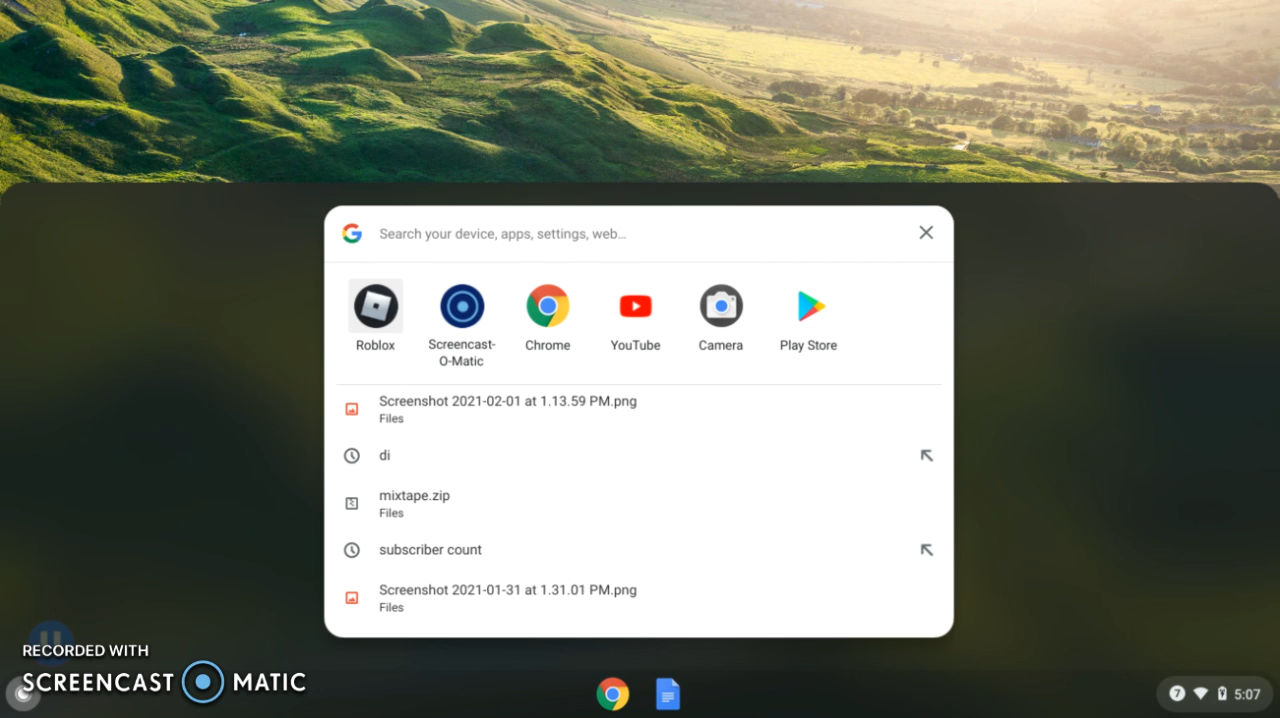 Search your device, apps, settings, web...
Roblox
Screencast-
O-Matic
Chrome
YouTube
Camera
Play Store
Screenshot 2021-02-01 at 1.13.59 PM.png
Files
di
mixtape.zip
Files
subscriber count
Screenshot 2021-01-31 at 1.31.01 PM.png
Files
RECORDED WITH
SCREENCAST MATIC
7 5:07